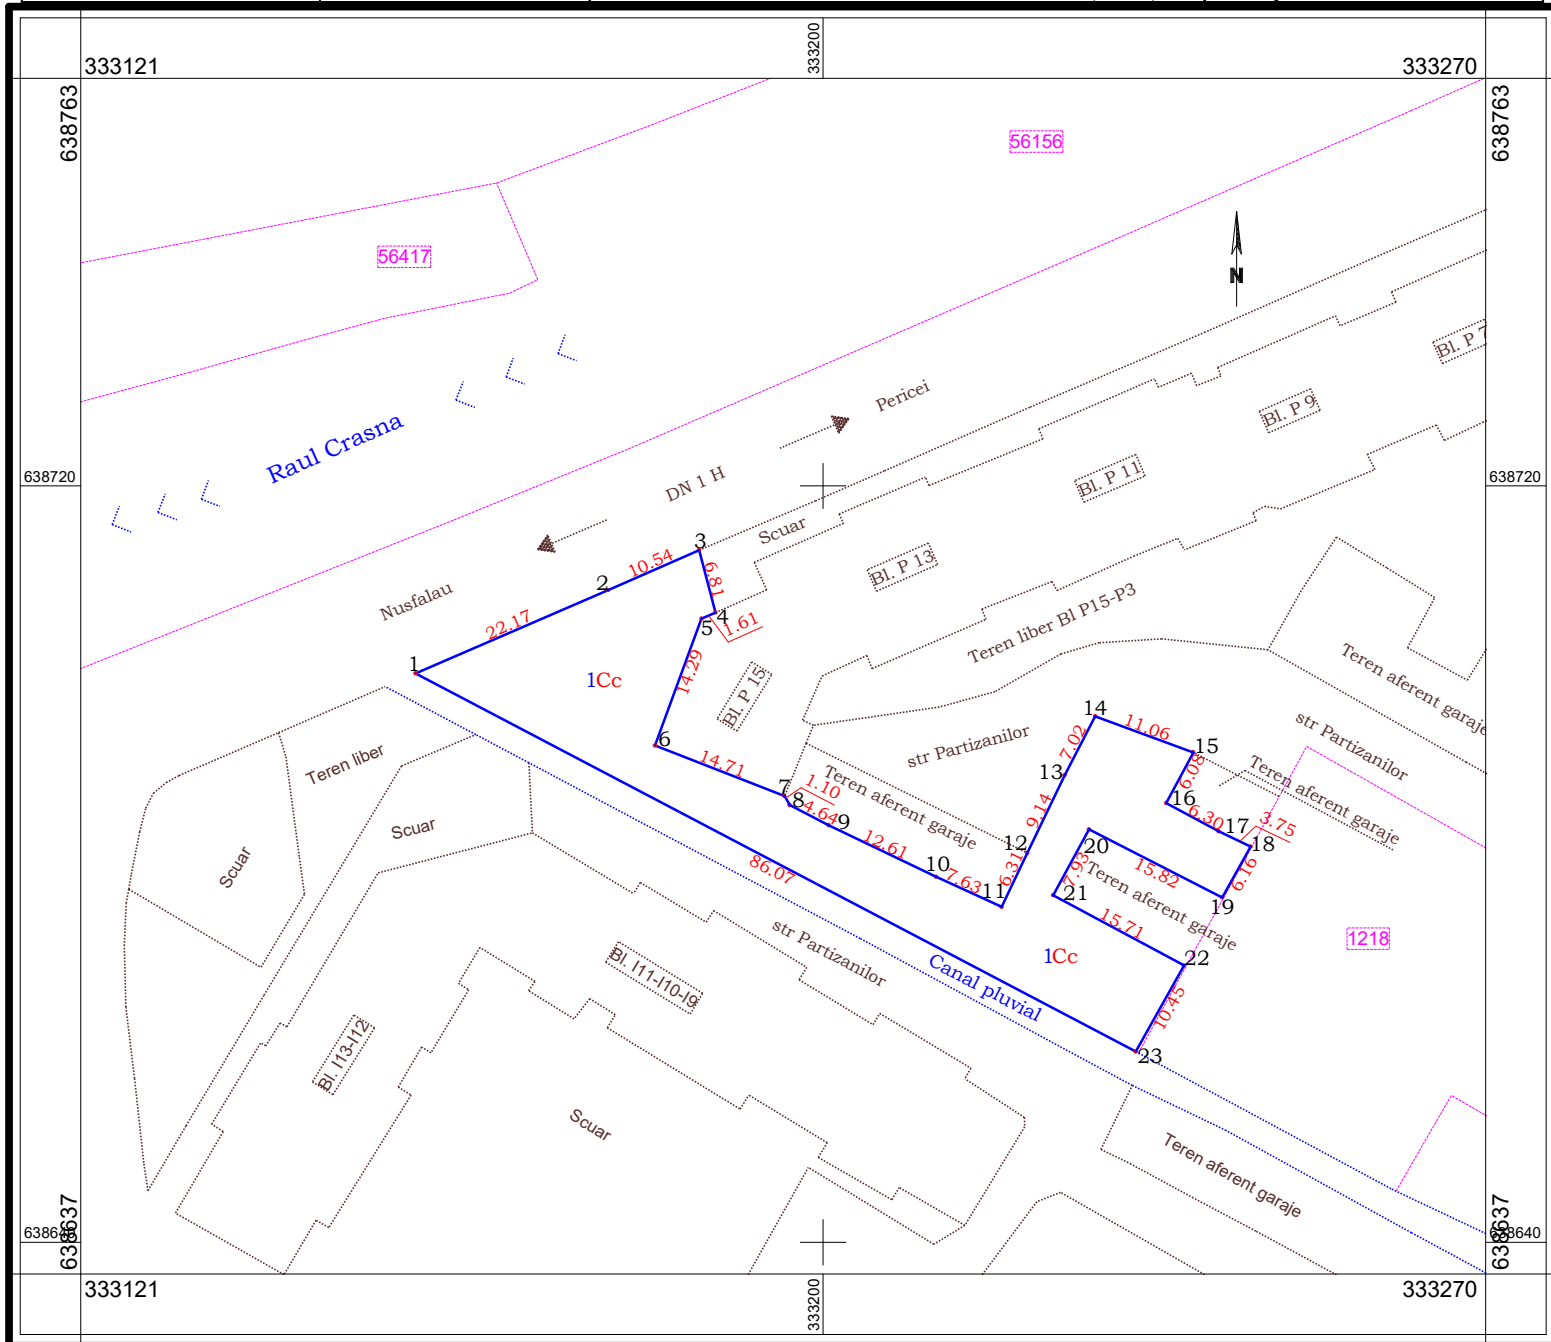 333200
333121
333270
638763
638763
56156
56417
N
Bl. P 7
Pericei
Bl. P 9
Raul Crasna
DN 1 H
Bl. P 11
638720
638720
Scuar
3
10.54
6.81
Bl. P 13
2
Nusfalau
22.17
4
5
1.61
Teren liber Bl P15-P3
1
14.29
1Cc
Bl. P 15
Teren aferent garaje
14
11.06
7.02
str Partizanilor
str Partizanilor
6
15
14.71
Teren liber
13
6.08
Teren aferent garaje
7
1.10
8
4.64
9
Teren aferent garaje
16
6.30
17
3.75
18
9.14
Scuar
12
20
12.61
86.07
Scuar
10
7.63
11
6.31
7.93
21
15.82
Teren aferent garaje
6.16
19
15.71
1218
str Partizanilor
Bl. I11-I10-I9
Canal pluvial
1Cc
22
10.45
23
Bl. I13-I12
Scuar
Teren aferent garaje
638637
638637
638640
638640
333121
333200
333270